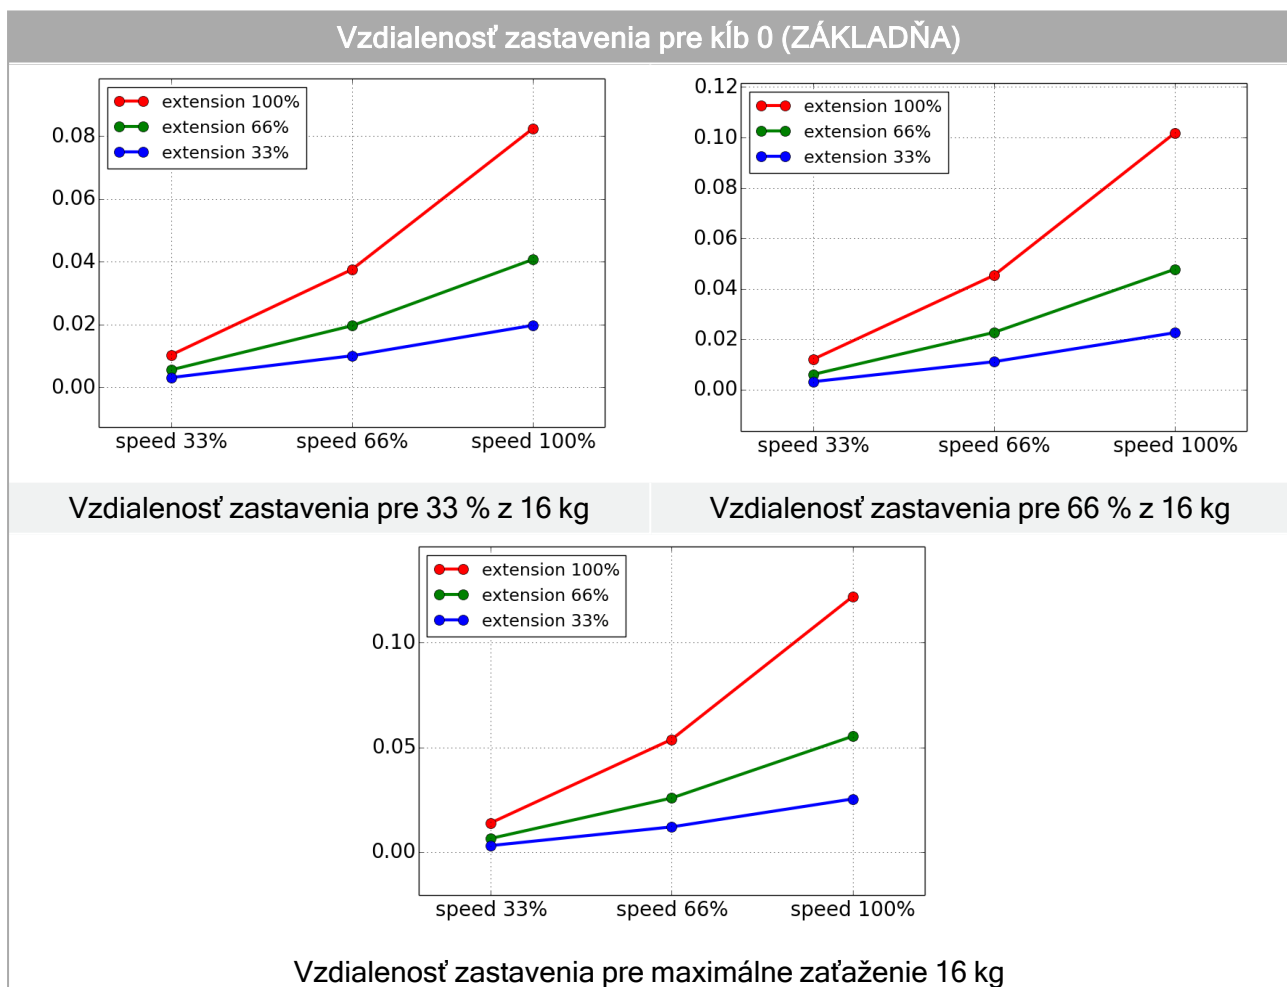 Vzdialenosť zastavenia pre kĺb 0 (ZÁKLADŇA)
extension 100%
extension 66%
extension 33%
0.08
0.06
0.04
0.02
0.00
speed 33% speed 66% speed 100%
extension 100%
extension 66%
extension 33%
0.12
0.10
0.08
0.06
0.04
0.02
0.00
speed 33% speed 66% speed 100%
Vzdialenosť zastavenia pre 33 % z 16 kg
Vzdialenosť zastavenia pre 66 % z 16 kg
extension 100%
extension 66%
extension 33%
0.10
0.05
0.00
speed 33% speed 66% speed 100%
Vzdialenosť zastavenia pre maximálne zaťaženie 16 kg